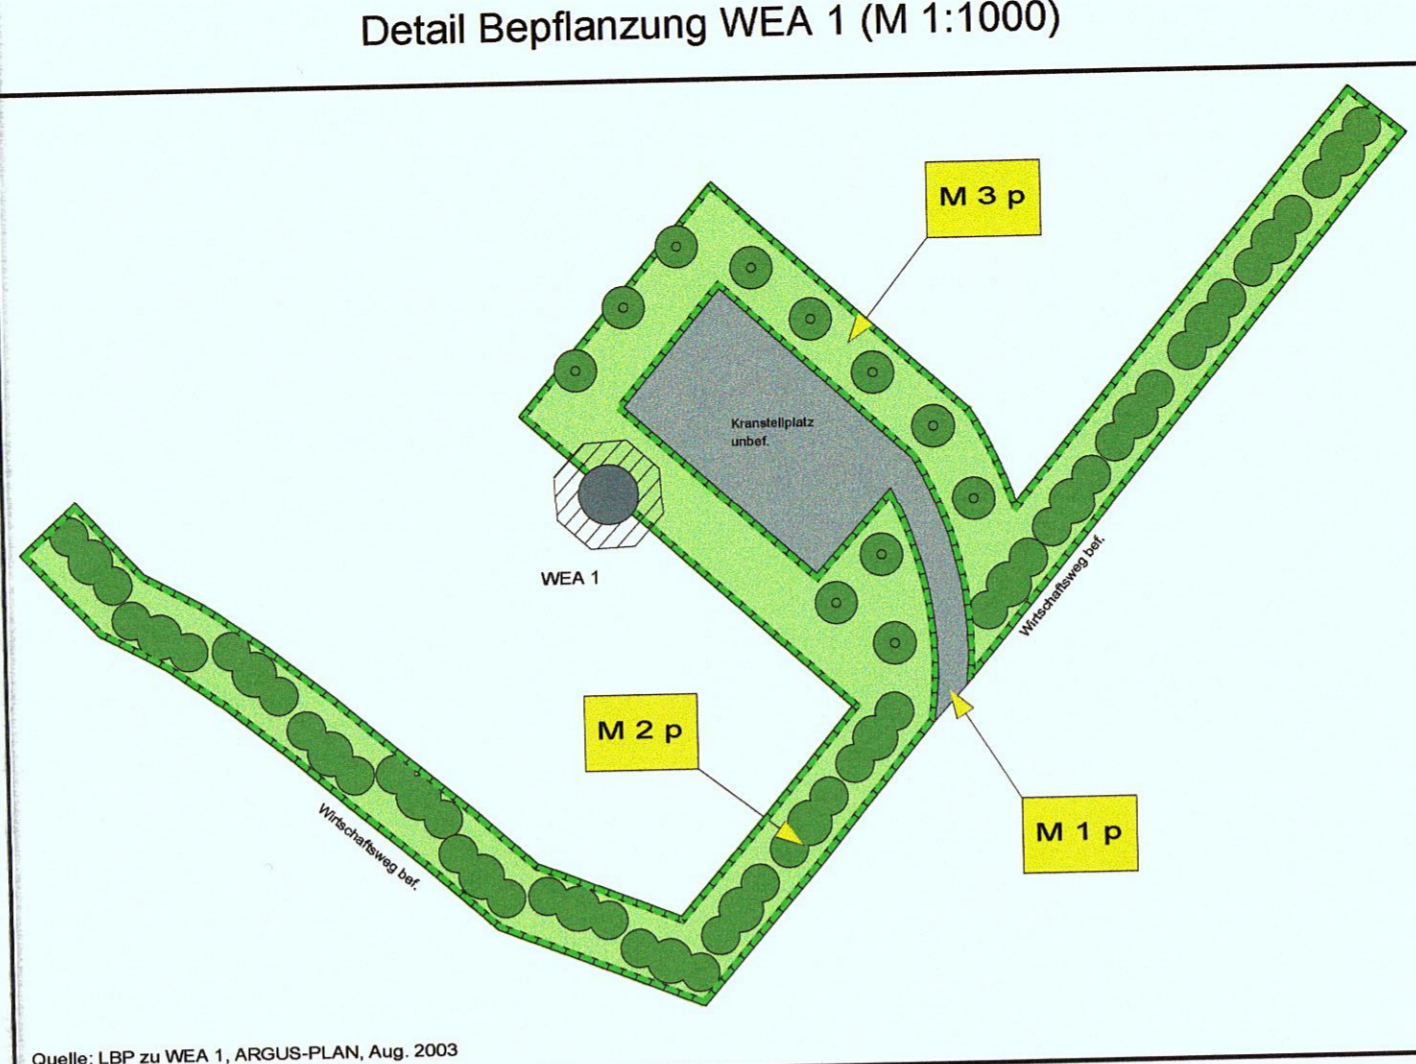 Detail Bepflanzung WEA 1 (M 1:1000)
M 3 p
Kranstellplatz
unbef.
WEA 1
Wirtschaftsweg bef.
M 2 p
M 1 p
Wirtschaftsweg bef.
Quelle: LBP zu WEA 1, ARGUS-PLAN, Aug. 2003